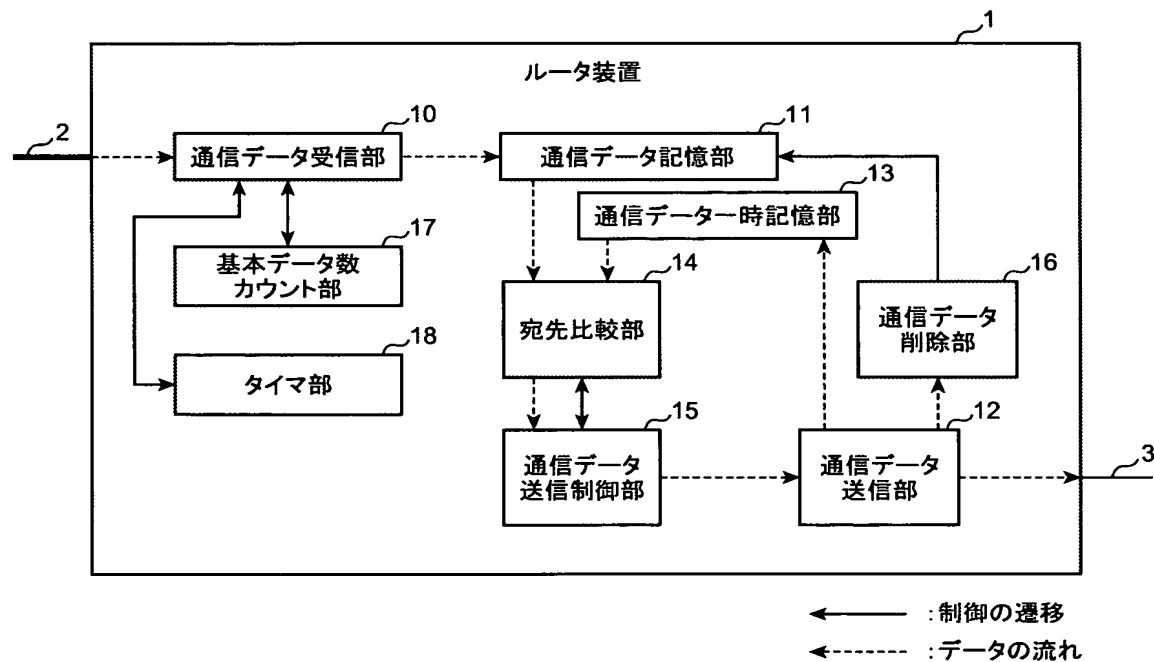 1
ルータ装置
2
10
通信データ受信部
11
通信データ記憶部
13
通信データ一時記憶部
17
基本データ数
カウント部
14
宛先比較部
16
通信データ
削除部
18
タイマ部
15
通信データ
送信制御部
12
通信データ
送信部
3
:制御の遷移
:データの流れ